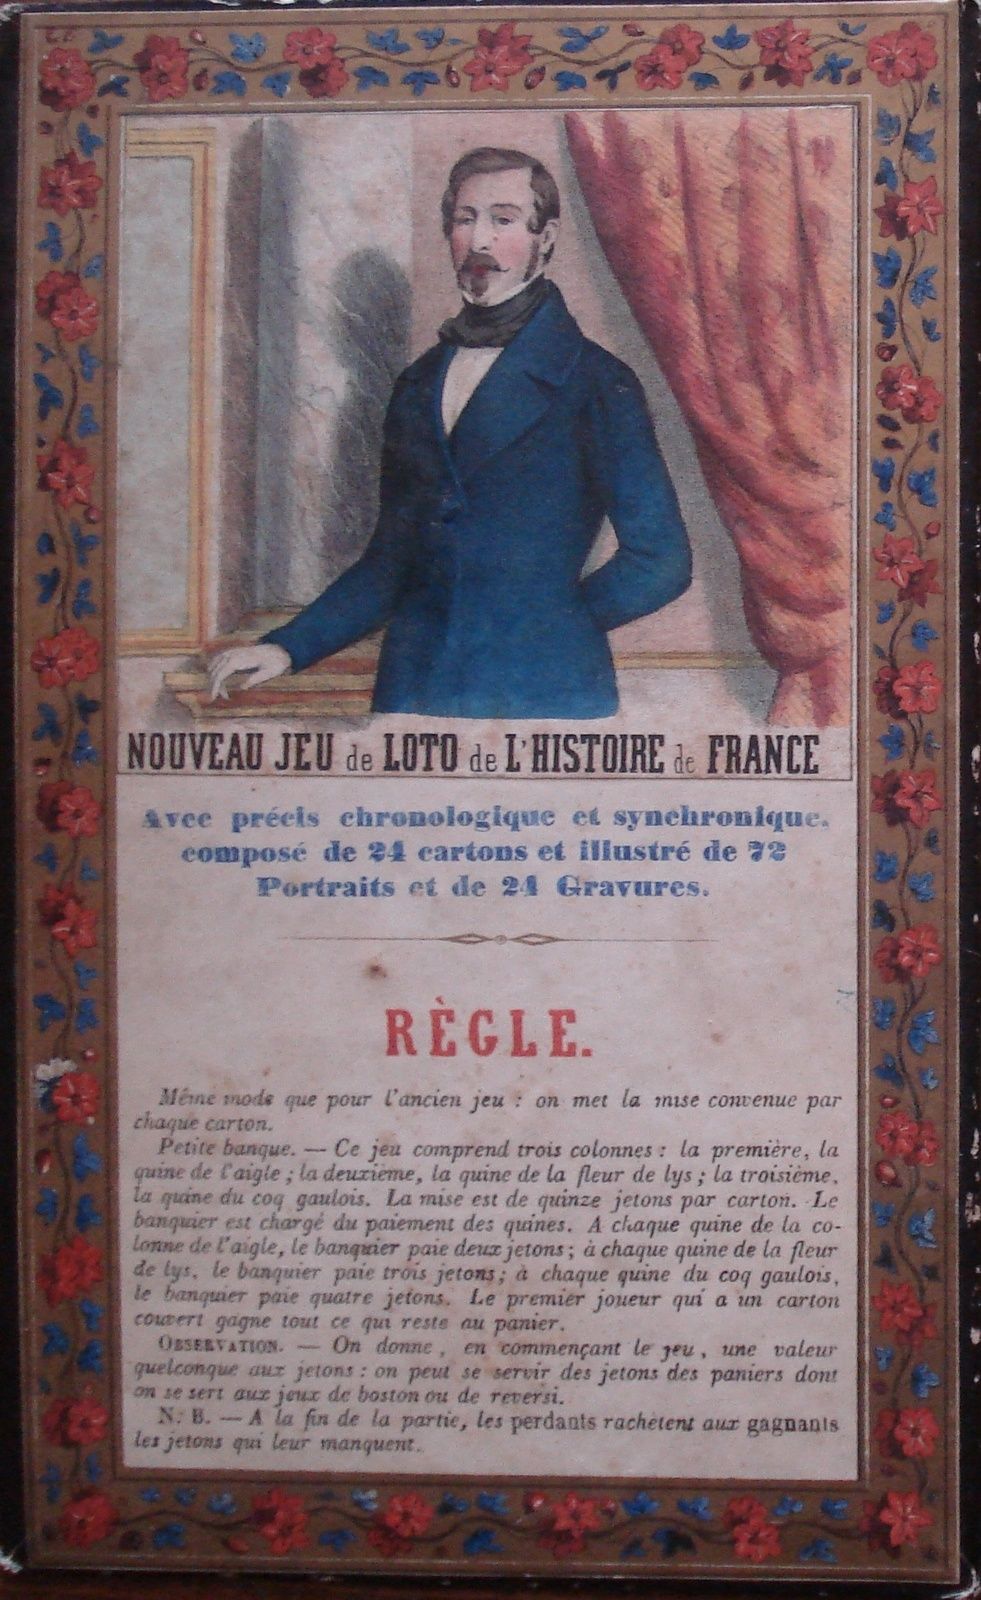 NOUVEAU JEU de LOTO de L'HISTOIRE de FRANCE
Avec précis chronologique et synchronique.
composé de 24 cartons et illustré de 72
Portraits et de 24 Gravures.
RÈGLE.
Même mode que pour l'ancien jeu : on met la mise convenue par
chaque carton.
Petite banque. — Ce jeu comprend trois colonnes : la première, la
quine de l'aigle ; la deuxième, la quine de la fleur de lys ; la troisième,
la quine du coq gaulois. La mise est de quinze jetons par carton. Le
banquier est chargé du paiement des quines. A chaque quine de la co-
lonne de l'aigle, le banquier paie deux jetons ; à chaque quine de la fleur
de lys, le banquier paie trois jetons ; à chaque quine du coq gaulois,
le banquier paie quatre jetons. Le premier joueur qui a un carton
couvert gagne tout ce qui reste au panier.
OBSERVATION. — On donne, en commençant le jeu, une valeur
quelconque aux jetons : on peut se servir des jetons des paniers dont
on se sert aux jeux de boston ou de reversi.
N. B. — A la fin de la partie, les perdants rachètent aux gagnants
les jetons qui leur manquent.